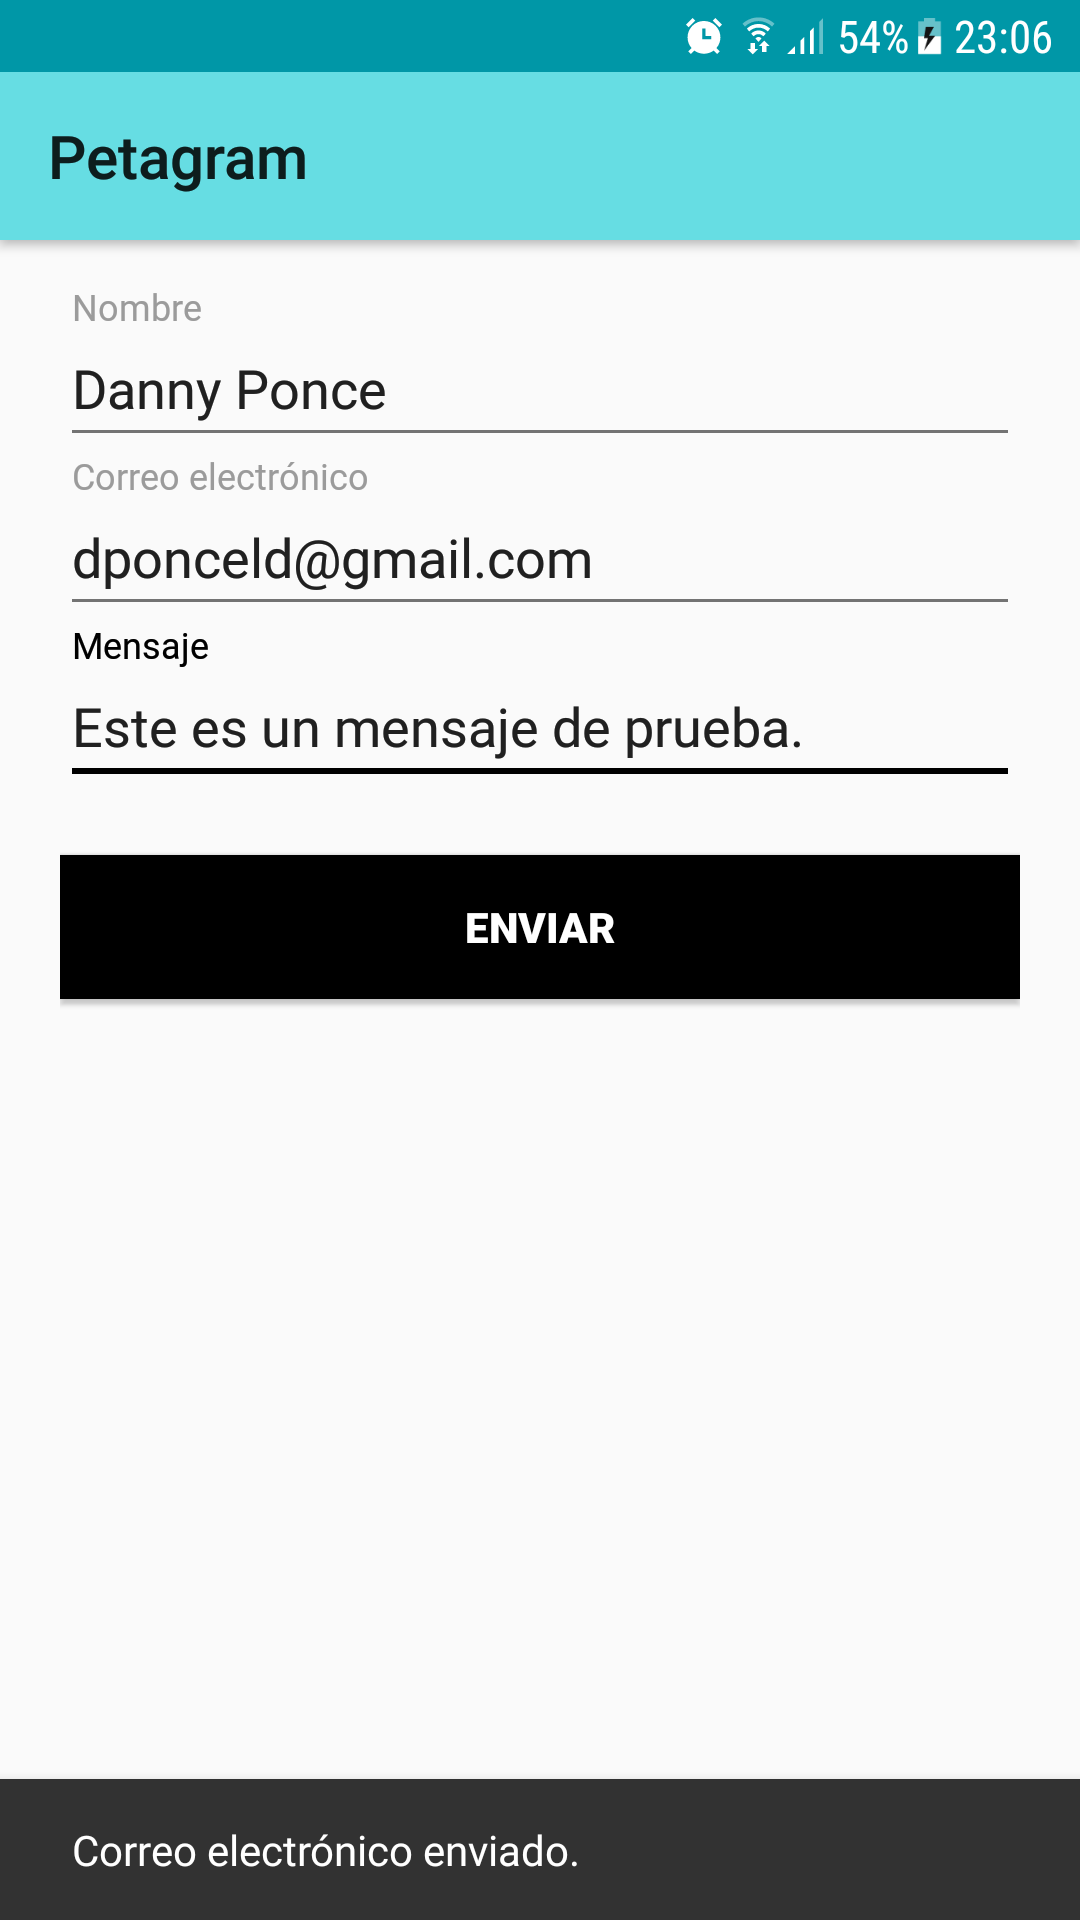 54% 23:06
Petagram
Nombre
Danny Ponce
Correo electrónico
dponceld@gmail.com
Mensaje
Este es un mensaje de prueba.
ENVIAR
Correo electrónico enviado.